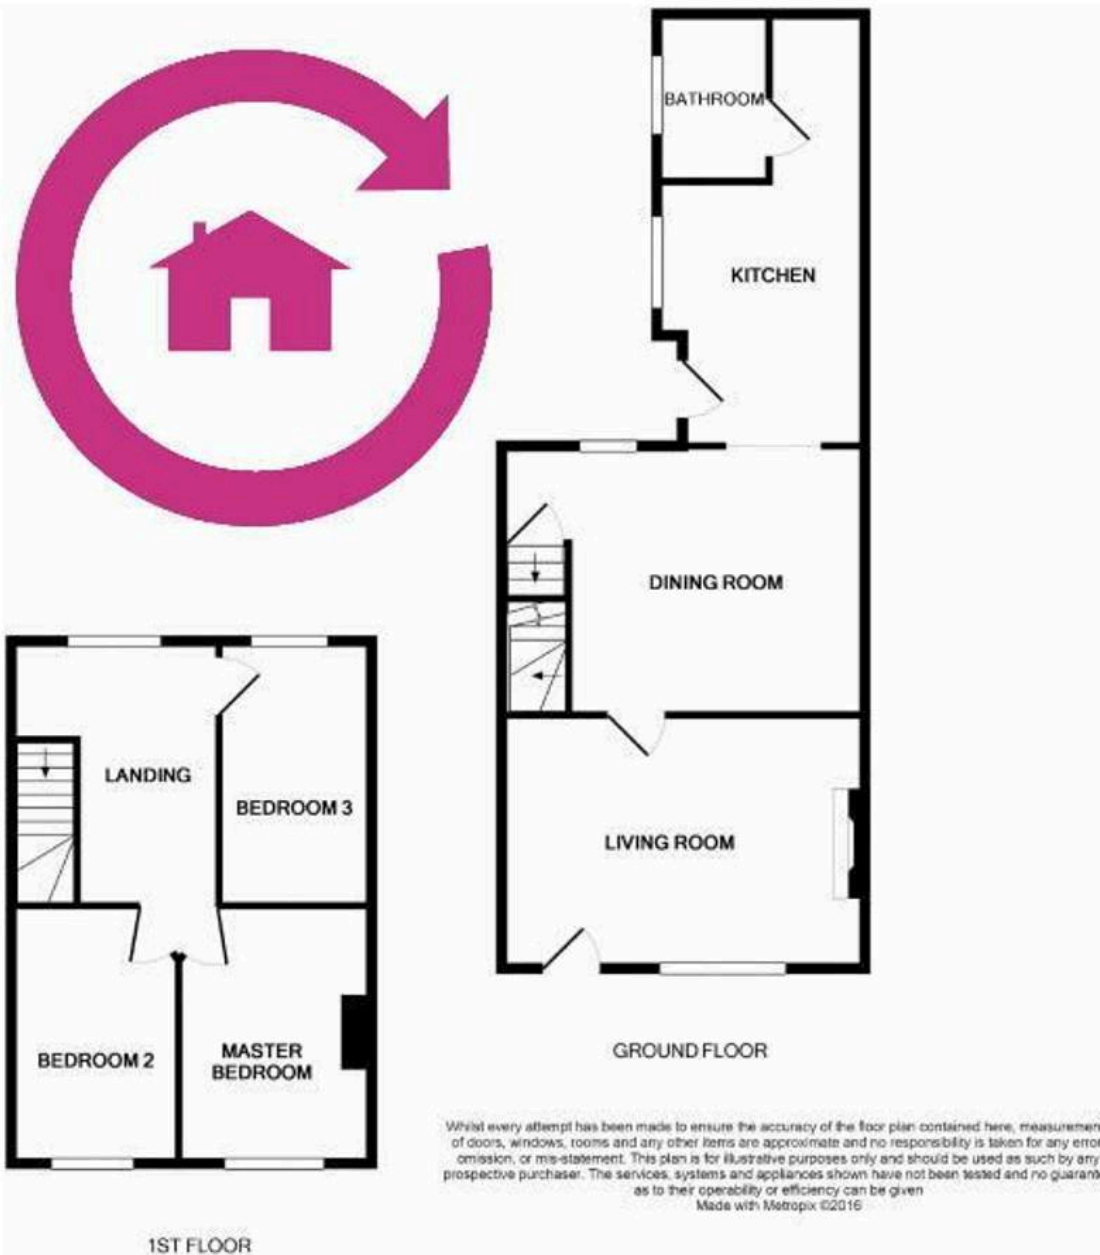 BATHROOM
KITCHEN
DINING ROOM
LIVING ROOM
GROUND FLOOR
LANDING
BEDROOM 3
BEDROOM 2
MASTER
BEDROOM
1ST FLOOR
Whilst every attempt has been made to ensure the accuracy of the floor plan contained here, measuremen
of doors, windows, rooms and any other items are approximate and no responsibility is taken for any error
omission, or mis-statement. This plan is for illustrative purposes only and should be used as such by any
prospective purchaser. The services, systems and appliances shown have not been tested and no guarante
as to their operability or efficiency can be given
Made with Metropix ©2016